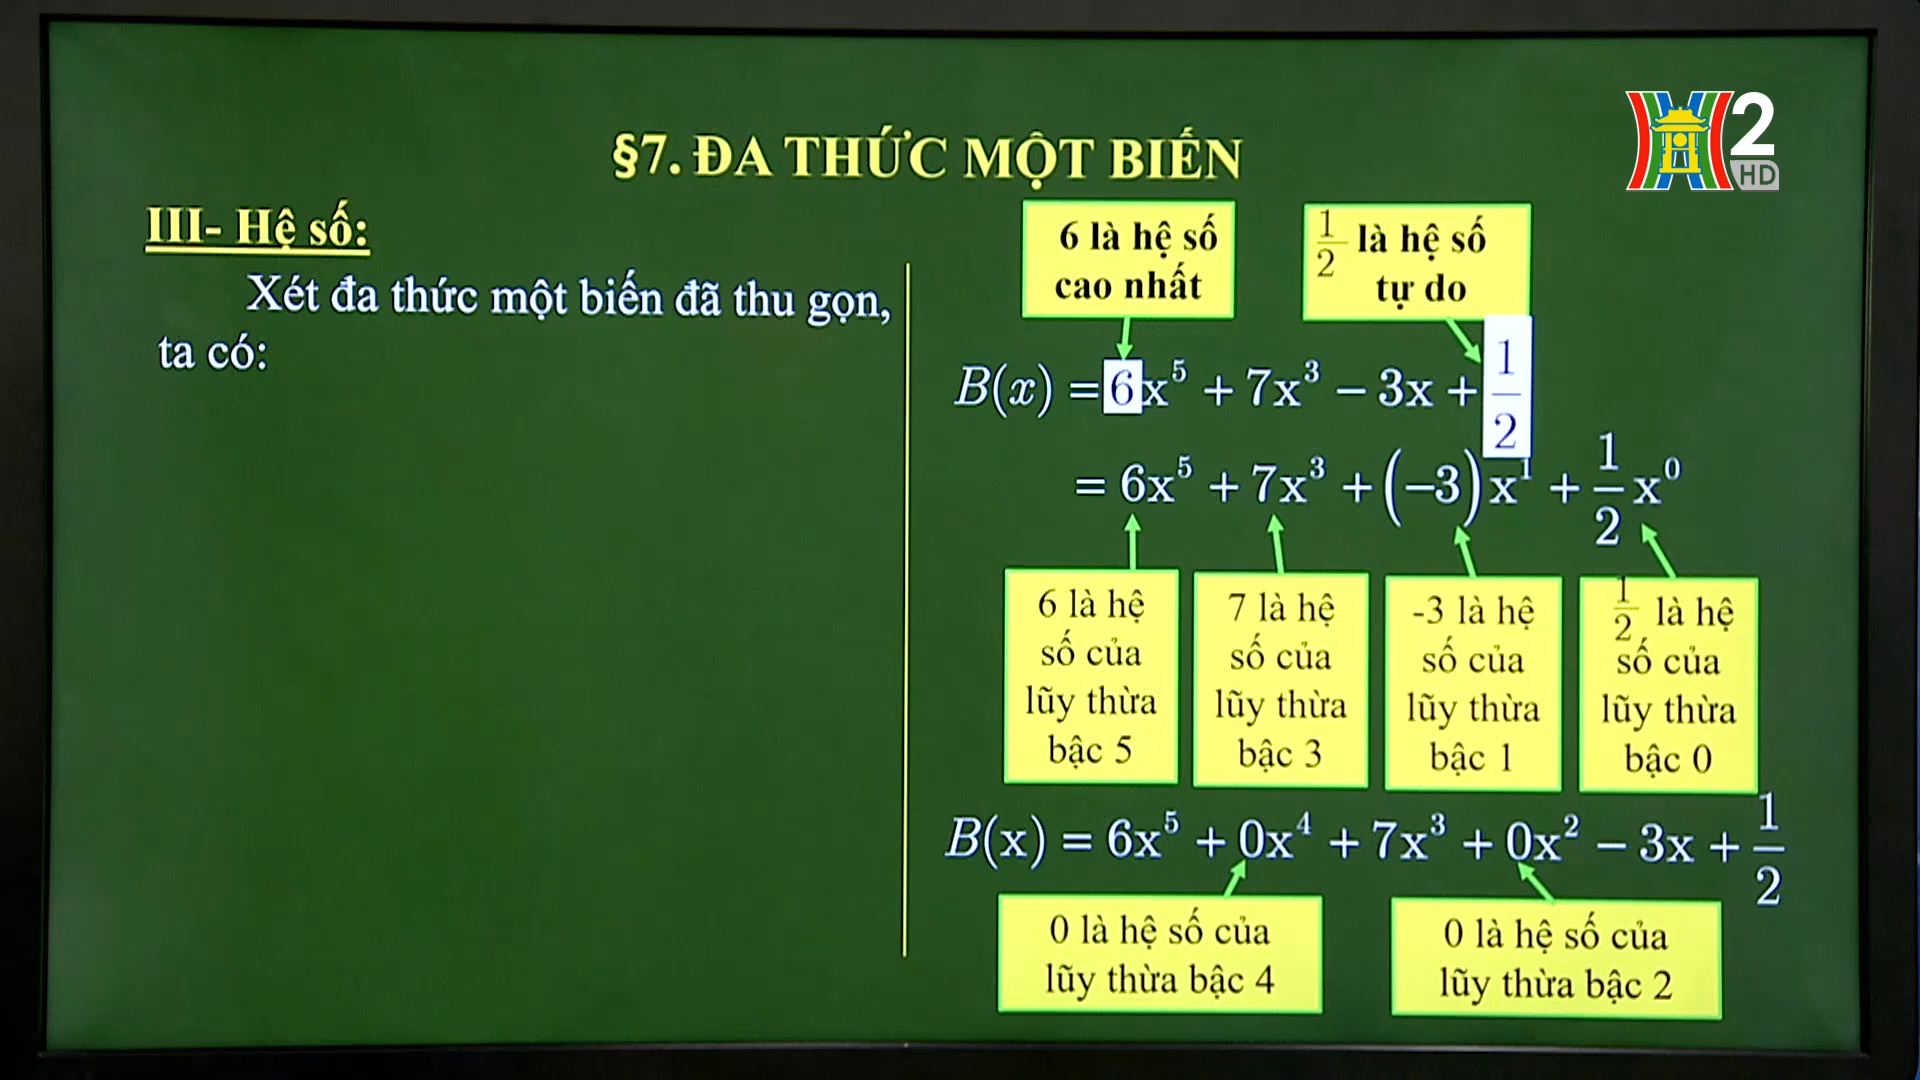 2
HD
§7. ĐA THỨC MỘT BIẾN
III- Hệ số:
Xét đa thức một biến đã thu gọn,
ta có:
6 là hệ số
cao nhất
1/2 là hệ số
tự do
B(x) = 6x⁵ + 7x³ − 3x + 1/2
= 6x⁵ + 7x³ + (−3)x¹ + 1/2 x⁰
6 là hệ
số của
lũy thừa
bậc 5
7 là hệ
số của
lũy thừa
bậc 3
-3 là hệ
số của
lũy thừa
bậc 1
1/2 là hệ
số của
lũy thừa
bậc 0
B(x) = 6x⁵ + 0x⁴ + 7x³ + 0x² − 3x + 1/2
0 là hệ số của
lũy thừa bậc 4
0 là hệ số của
lũy thừa bậc 2